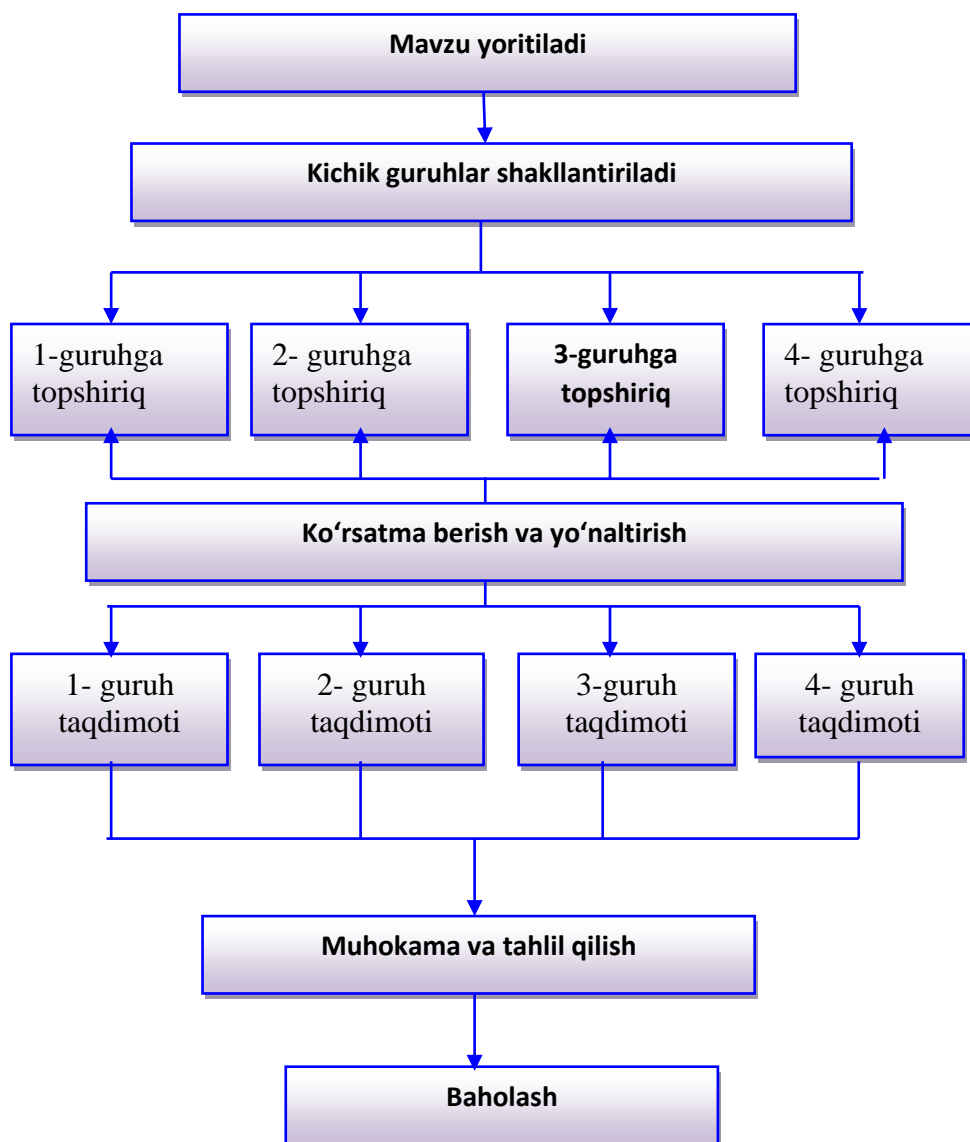 Mavzu yoritiladi
Kichik guruhlar shakllantiriladi
1-guruhga
topshiriq
2- guruhga
topshiriq
3-guruhga
topshiriq
4- guruhga
topshiriq
Ko‘rsatma berish va yo‘naltirish
1- guruh
taqdimoti
2- guruh
taqdimoti
3-guruh
taqdimoti
4- guruh
taqdimoti
Muhokama va tahlil qilish
Baholash